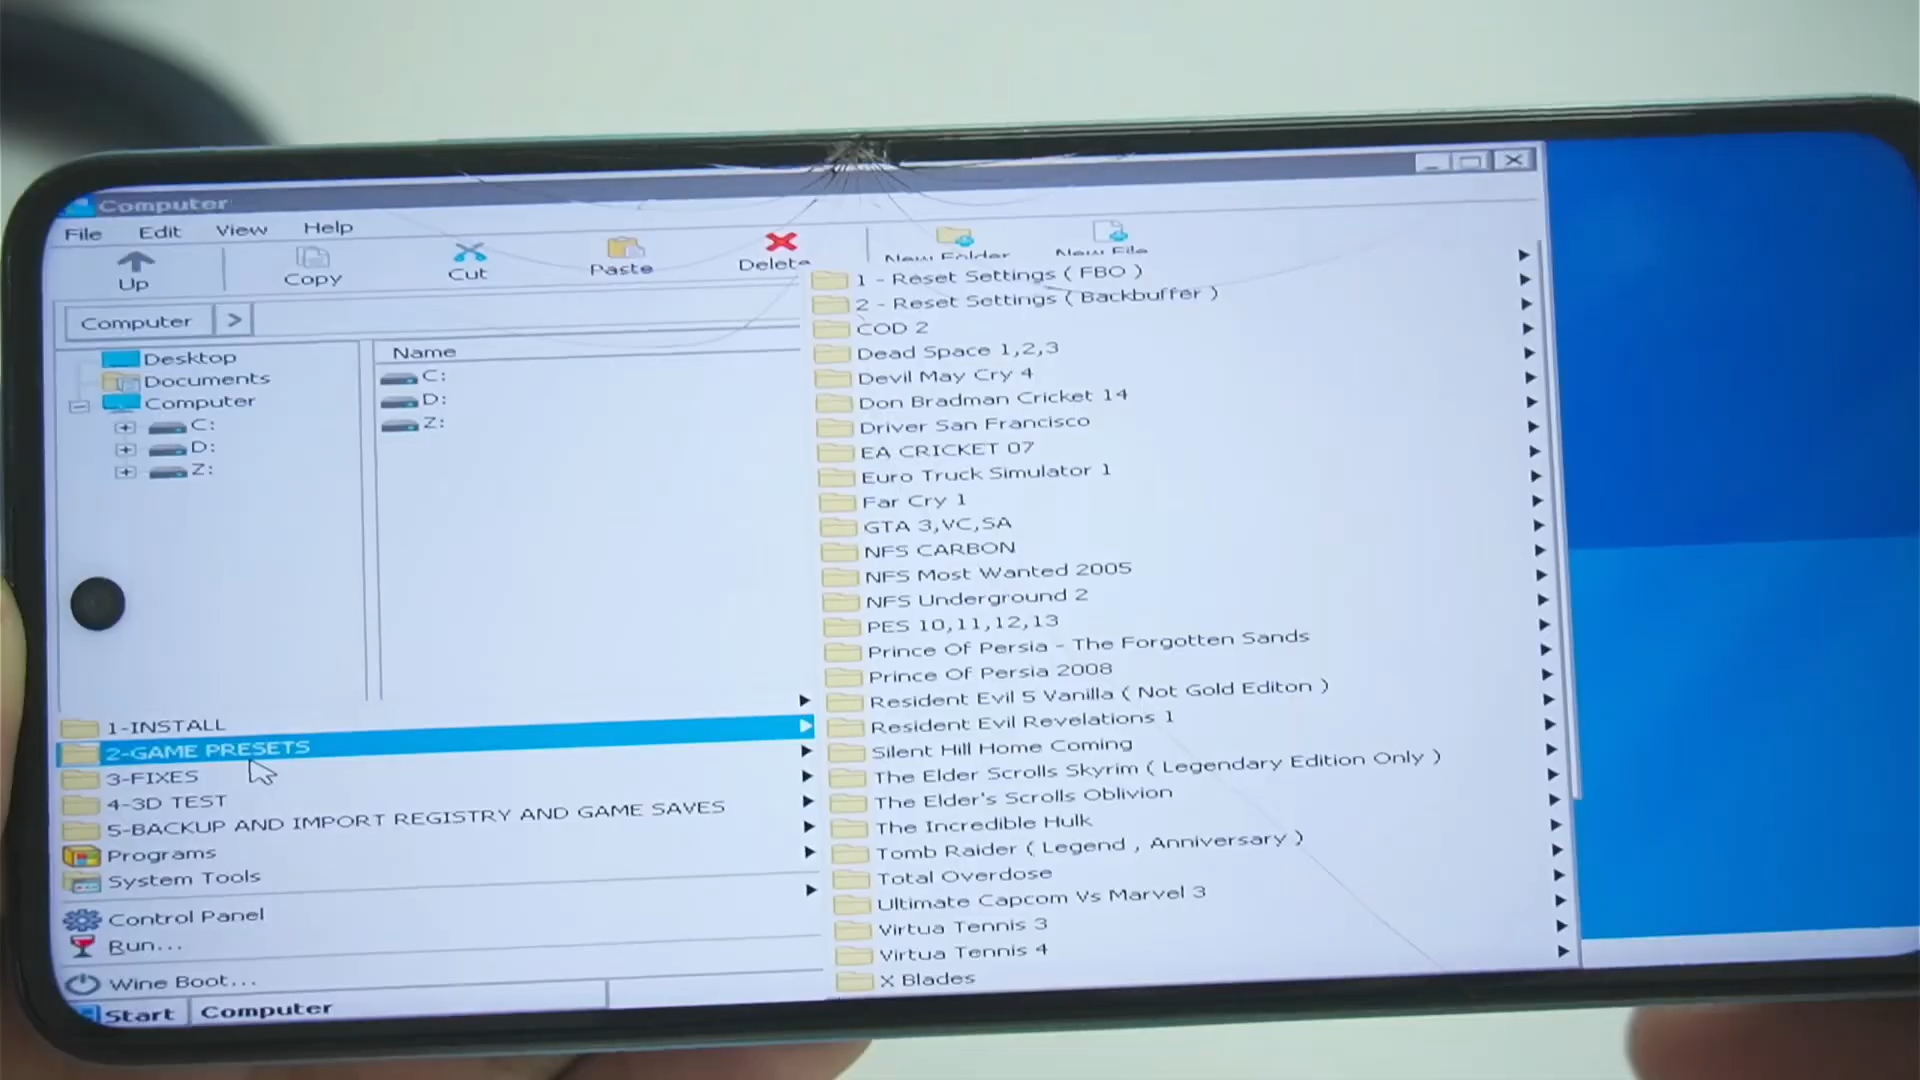 Computer
File Edit View Help
Up Copy Cut Paste Delete New Folder New File
Computer >
Desktop
Documents
Computer
C:
D:
Z:
Name
C:
D:
Z:
1-INSTALL
2-GAME PRESETS
3-FIXES
4-3D TEST
5-BACKUP AND IMPORT REGISTRY AND GAME SAVES
Programs
System Tools
Control Panel
Run...
Wine Boot...
Start Computer
1 - Reset Settings ( FBO )
2 - Reset Settings ( Backbuffer )
COD 2
Dead Space 1,2,3
Devil May Cry 4
Don Bradman Cricket 14
Driver San Francisco
EA CRICKET 07
Euro Truck Simulator 1
Far Cry 1
GTA 3,VC,SA
NFS CARBON
NFS Most Wanted 2005
NFS Underground 2
PES 10,11,12,13
Prince Of Persia - The Forgotten Sands
Prince Of Persia 2008
Resident Evil 5 Vanilla ( Not Gold Editon )
Resident Evil Revelations 1
Silent Hill Home Coming
The Elder Scrolls Skyrim ( Legendary Edition Only )
The Elder's Scrolls Oblivion
The Incredible Hulk
Tomb Raider ( Legend , Anniversary )
Total Overdose
Ultimate Capcom Vs Marvel 3
Virtua Tennis 3
Virtua Tennis 4
X Blades